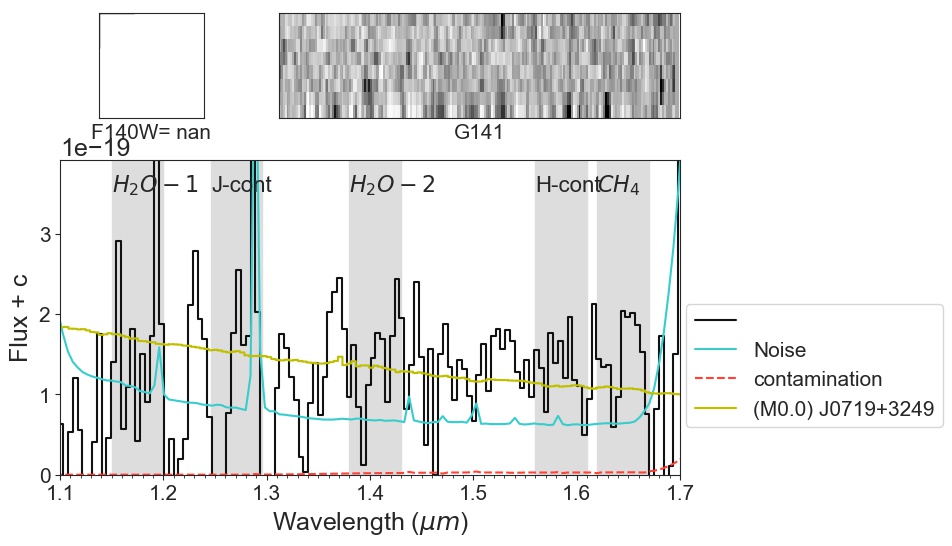 F140W= nan
G141
1e−19
H₂O − 1 J-cont H₂O − 2 H-cont CH₄
3
2
1
0
Flux + c
1.1 1.2 1.3 1.4 1.5 1.6 1.7
Wavelength (μm)
Noise
contamination
(M0.0) J0719+3249